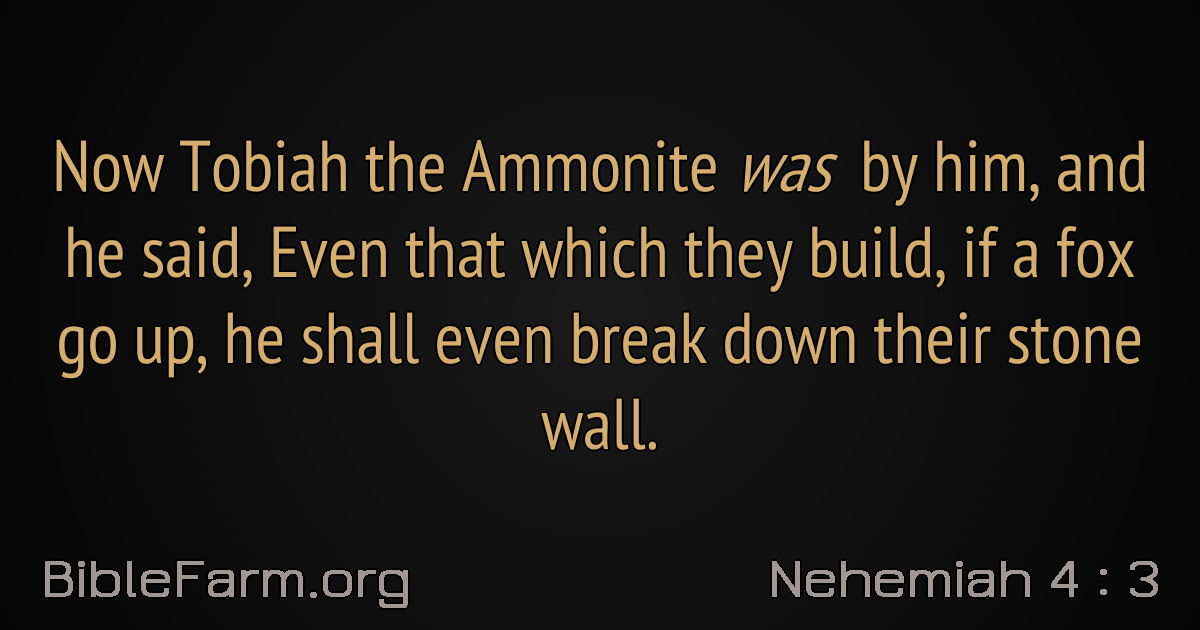 Now Tobiah the Ammonite was by him, and
he said, Even that which they build, if a fox
go up, he shall even break down their stone
wall.
BibleFarm.org
Nehemiah 4 : 3